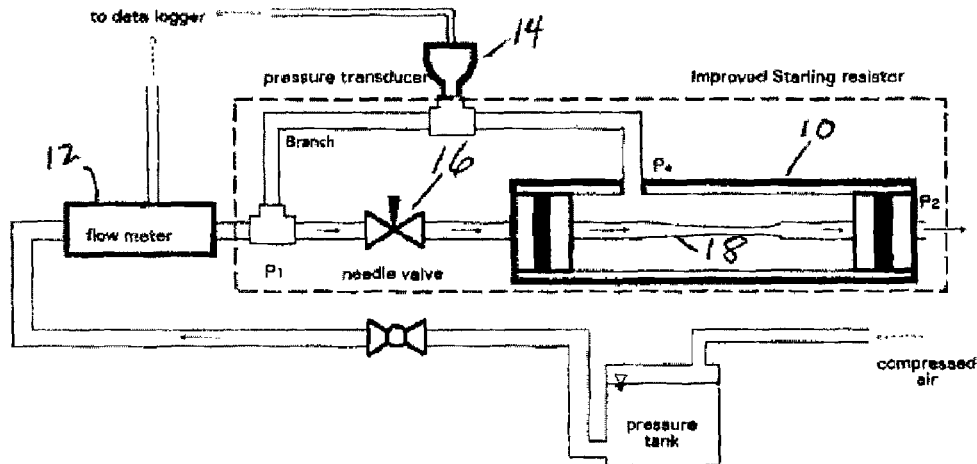 to data logger
14
pressure transducer
Improved Starling resistor
10
Branch
16
12
Pe
P2
flow meter
18
P1
needle valve
compressed
air
pressure
tank